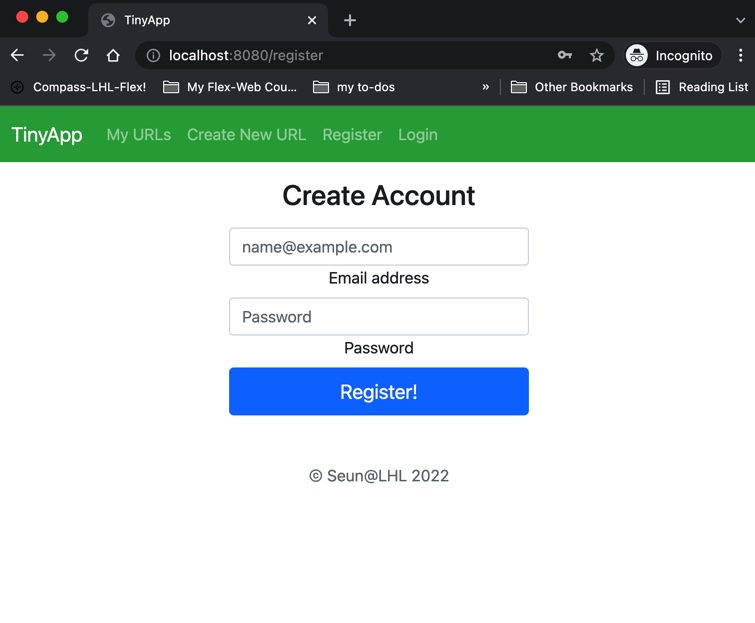 TinyApp
localhost:8080/register
Incognito
Compass-LHL-Flex! My Flex-Web Cou... my to-dos » Other Bookmarks Reading List
TinyApp My URLs Create New URL Register Login
Create Account
name@example.com
Email address
Password
Password
Register!
© Seun@LHL 2022